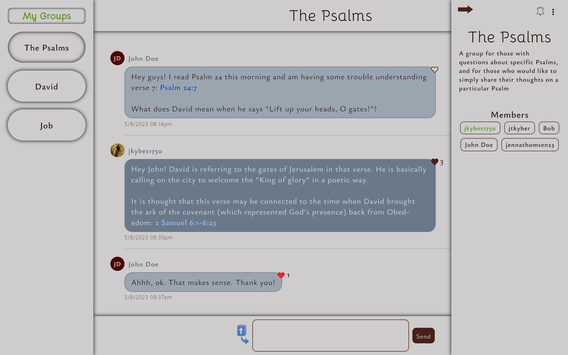 My Groups
The Psalms
David
Job
The Psalms
JD John Doe
Hey guys! I read Psalm 24 this morning and am having some trouble understanding
verse 7: Psalm 24:7
What does David mean when he says "Lift up your heads, O gates!"?
5/8/2023 08:14pm
jkybes1750
3
Hey John! David is referring to the gates of Jerusalem in that verse. He is basically
calling on the city to welcome the "King of glory" in a poetic way.
It is thought that this verse may be connected to the time when David brought
the ark of the covenant (which represented God's presence) back from Obed-
edom: 2 Samuel 6:1-6:23
5/8/2023 08:30pm
JD John Doe
1
Ahhh, ok. That makes sense. Thank you!
5/8/2023 08:37pm
Send
The Psalms
A group for those with
questions about specific Psalms,
and for those who would like to
simply share their thoughts on a
particular Psalm
Members
jkybes1750 jtkyber Bob
John Doe jennathomsen23